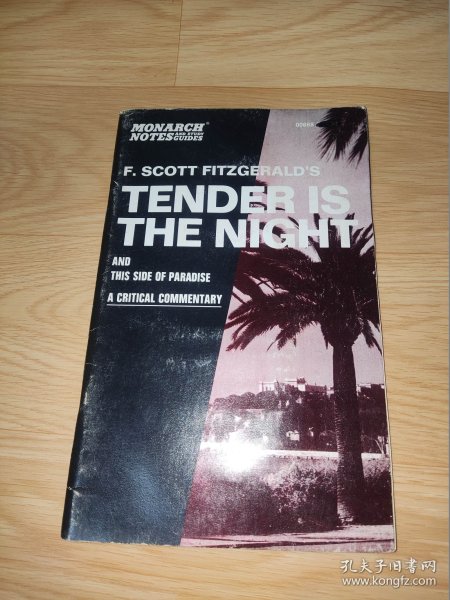 MONARCH®
NOTES AND STUDY GUIDES
F. SCOTT FITZGERALD'S
TENDER IS
THE NIGHT
AND
THIS SIDE OF PARADISE
A CRITICAL COMMENTARY
孔夫子旧书网
www.kongfz.com